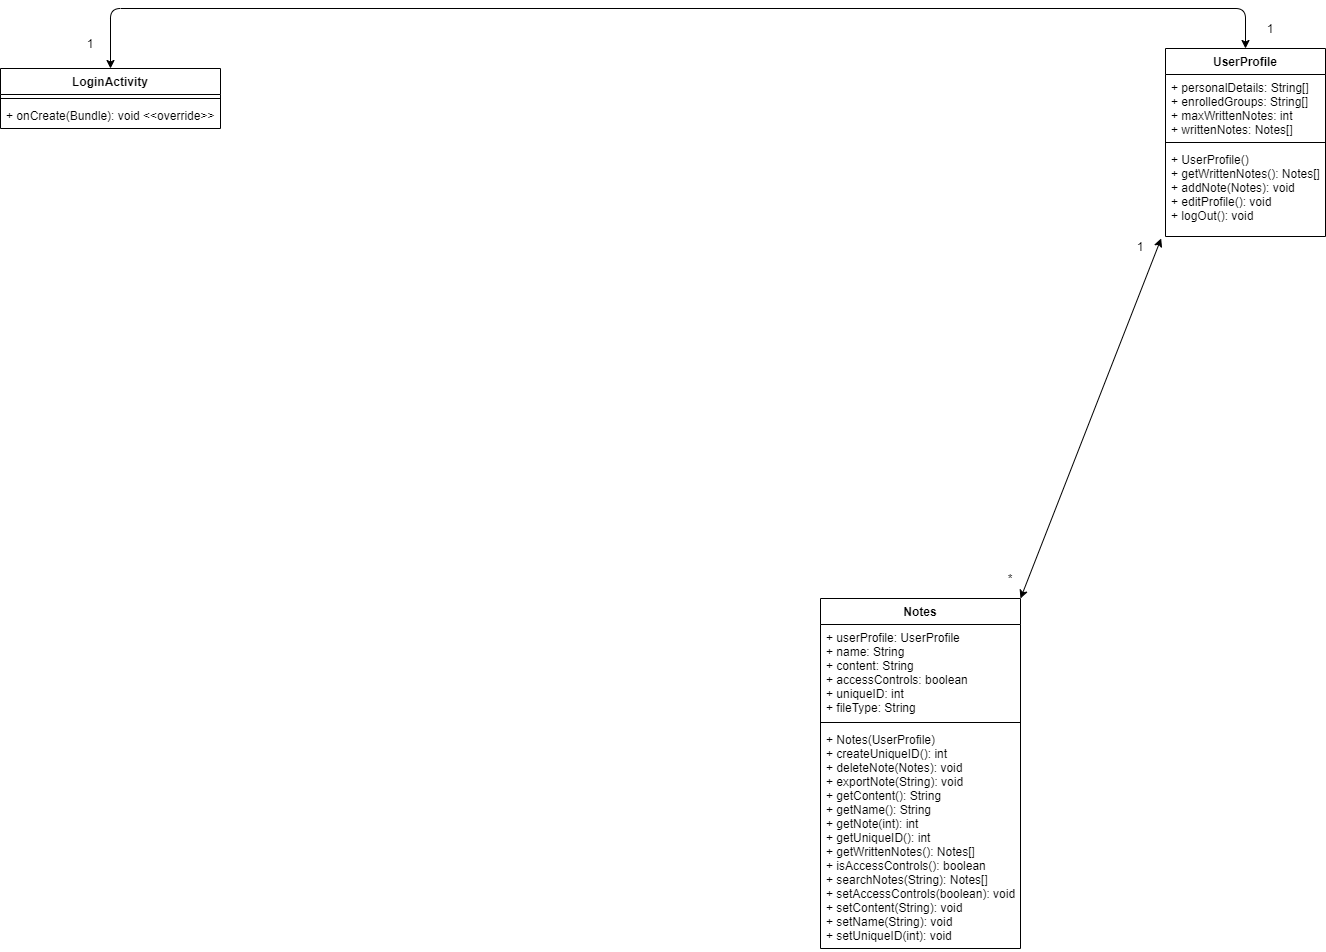 1
1
LoginActivity
+ onCreate(Bundle): void <<override>>
UserProfile
+ personalDetails: String[]
+ enrolledGroups: String[]
+ maxWrittenNotes: int
+ writtenNotes: Notes[]
+ UserProfile()
+ getWrittenNotes(): Notes[]
+ addNote(Notes): void
+ editProfile(): void
+ logOut(): void
1
*
Notes
+ userProfile: UserProfile
+ name: String
+ content: String
+ accessControls: boolean
+ uniqueID: int
+ fileType: String
+ Notes(UserProfile)
+ createUniqueID(): int
+ deleteNote(Notes): void
+ exportNote(String): void
+ getContent(): String
+ getName(): String
+ getNote(int): int
+ getUniqueID(): int
+ getWrittenNotes(): Notes[]
+ isAccessControls(): boolean
+ searchNotes(String): Notes[]
+ setAccessControls(boolean): void
+ setContent(String): void
+ setName(String): void
+ setUniqueID(int): void